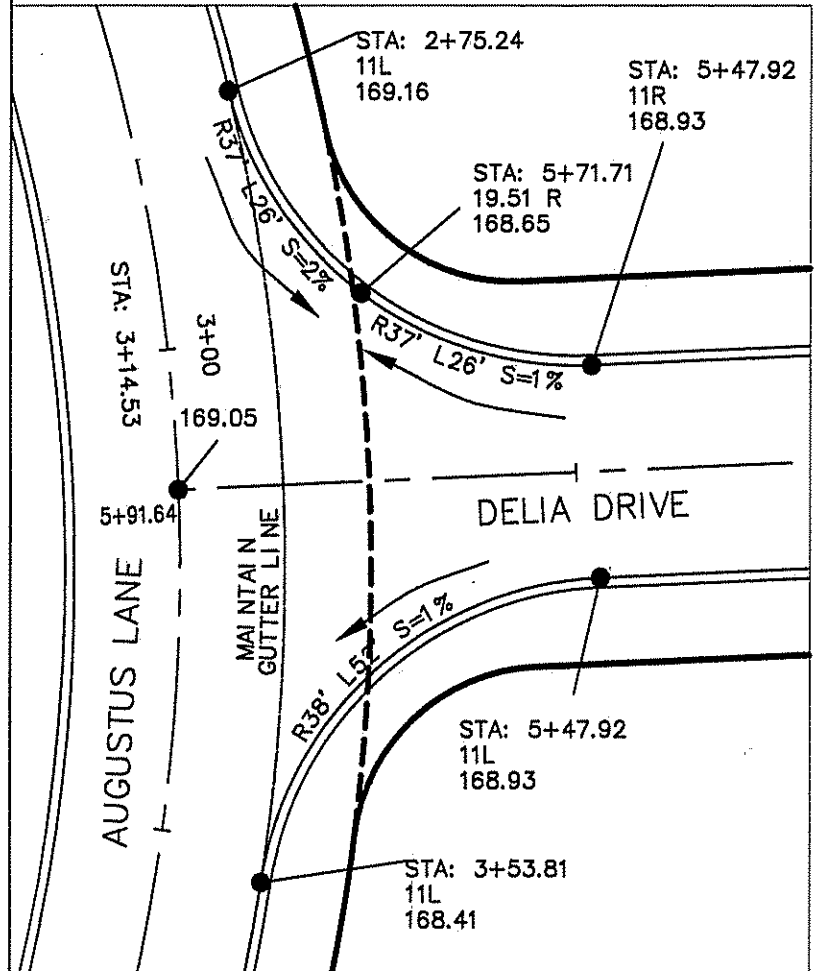 STA: 2+75.24
11L
169.16
STA: 5+47.92
11R
168.93
STA: 5+71.71
19.51 R
168.65
R37' L26' S=2%
R37' L26' S=1%
STA: 3+14.53
3+00
169.05
5+91.64
DELIA DRIVE
AUGUSTUS LANE
MAINTAIN
GUTTER LINE
R38' L52' S=1%
STA: 5+47.92
11L
168.93
STA: 3+53.81
11L
168.41